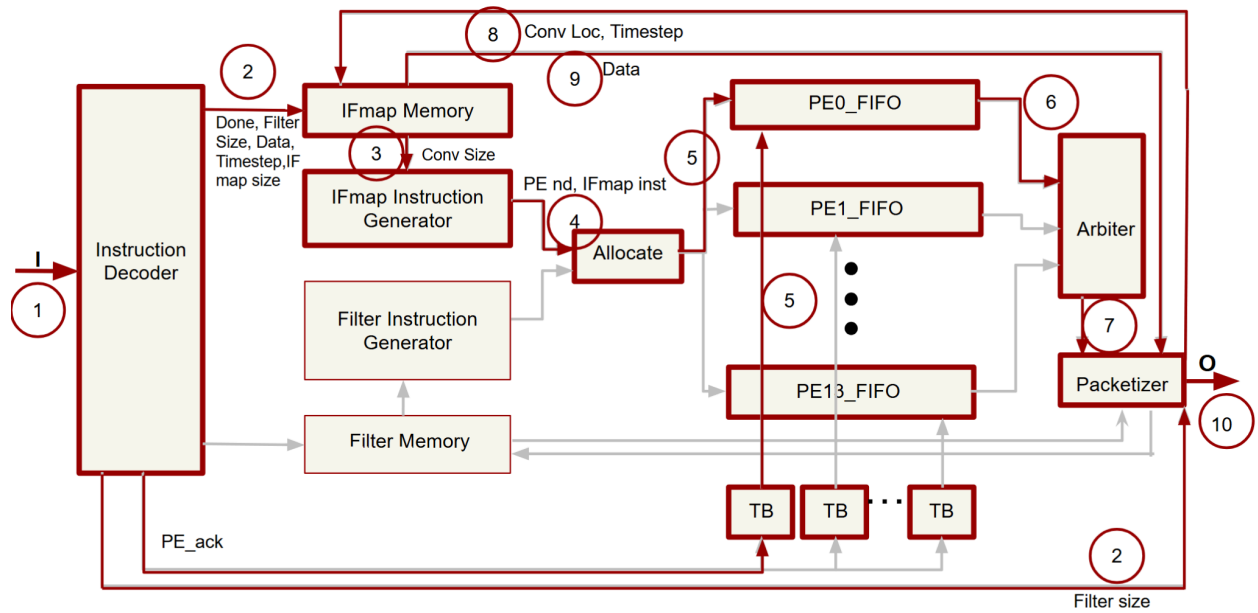 8
Conv Loc, Timestep
2
9
Data
IFmap Memory
PE0_FIFO
6
Done, Filter
Size, Data,
Timestep,IF
map size
3
Conv Size
5
PE nd, IFmap inst
IFmap Instruction
Generator
4
PE1_FIFO
Arbiter
Instruction
Decoder
I
Allocate
1
5
Filter Instruction
Generator
7
O
PE13_FIFO
Packetizer
10
Filter Memory
TB
TB
...
TB
PE_ack
2
Filter size